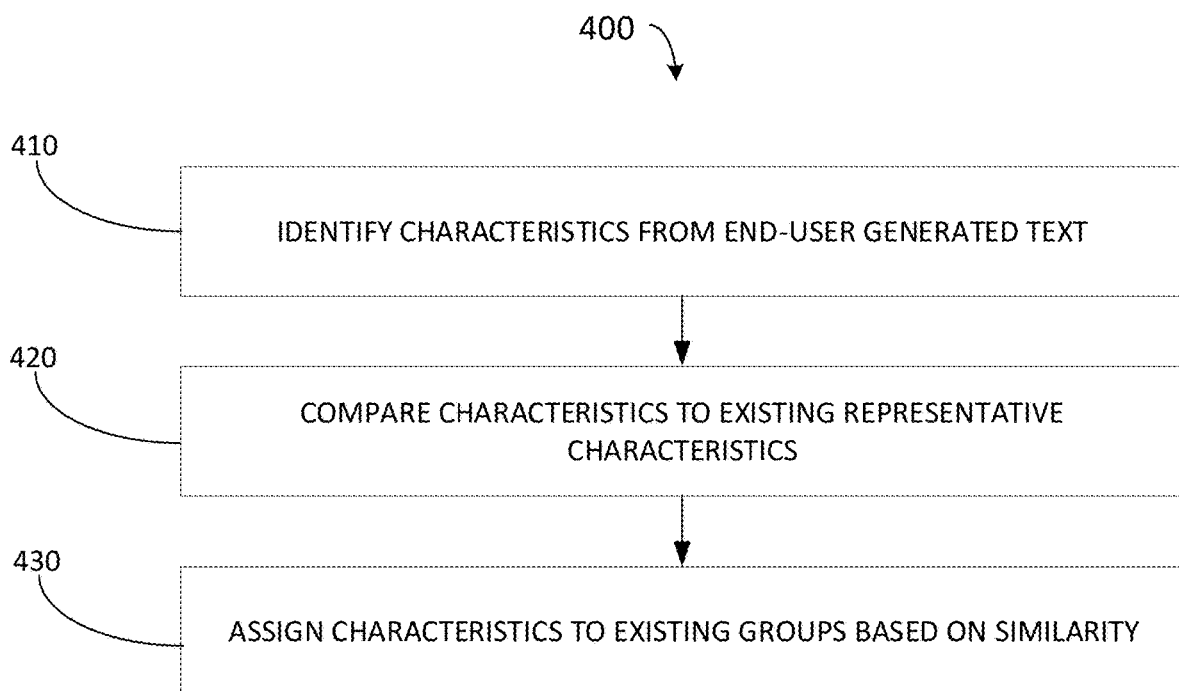 400
410
IDENTIFY CHARACTERISTICS FROM END-USER GENERATED TEXT
420
COMPARE CHARACTERISTICS TO EXISTING REPRESENTATIVE
CHARACTERISTICS
430
ASSIGN CHARACTERISTICS TO EXISTING GROUPS BASED ON SIMILARITY